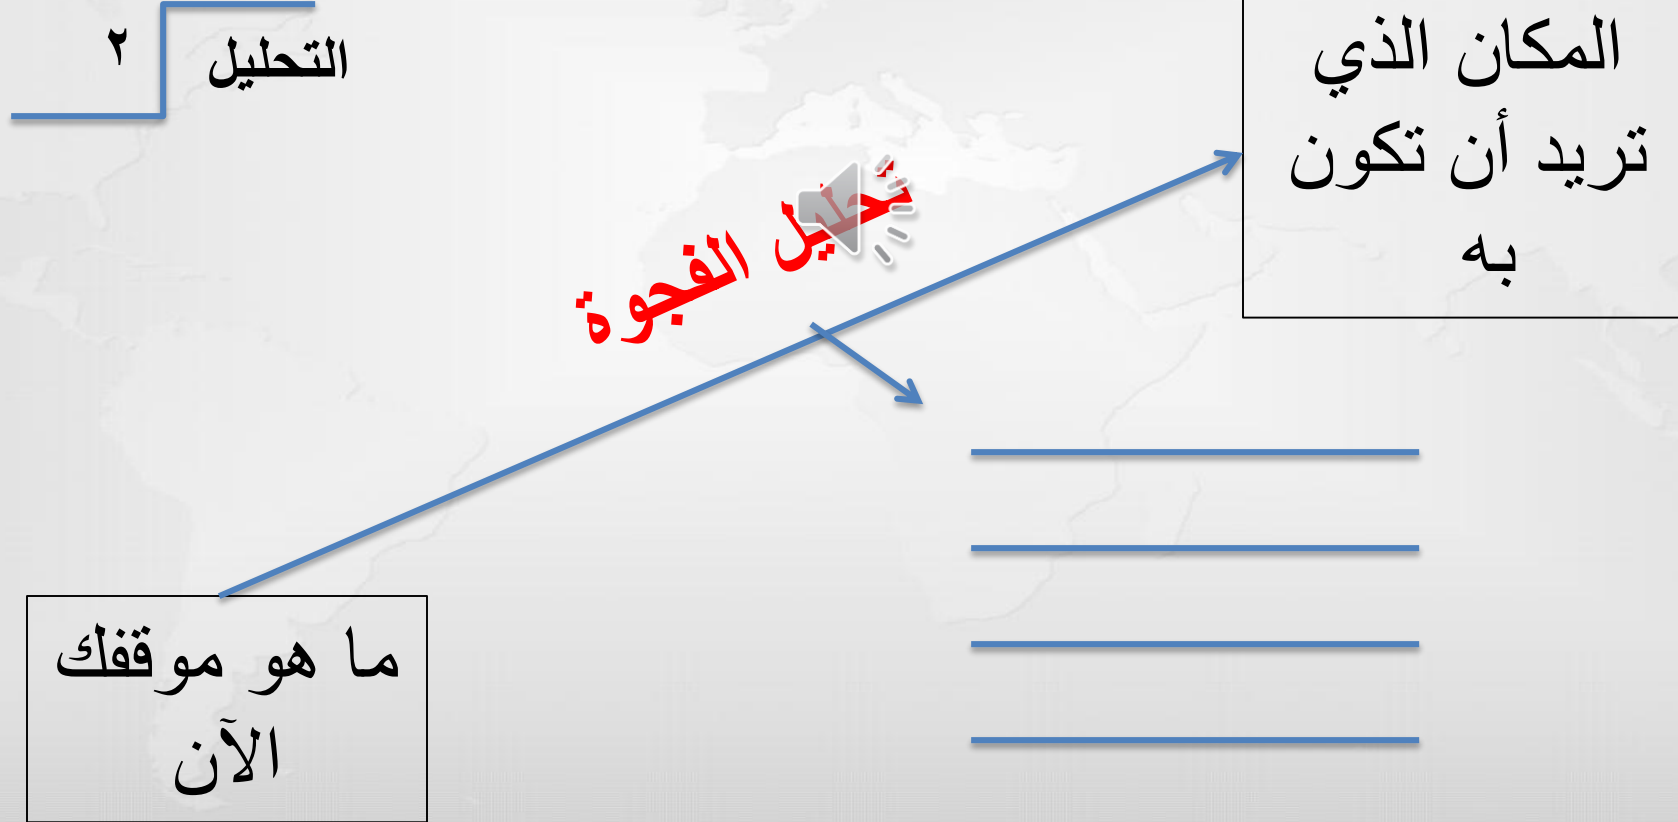 التحليل
٢
المكان الذي
تريد أن تكون
به
تحليل الفجوة
ما هو موقفك
الآن